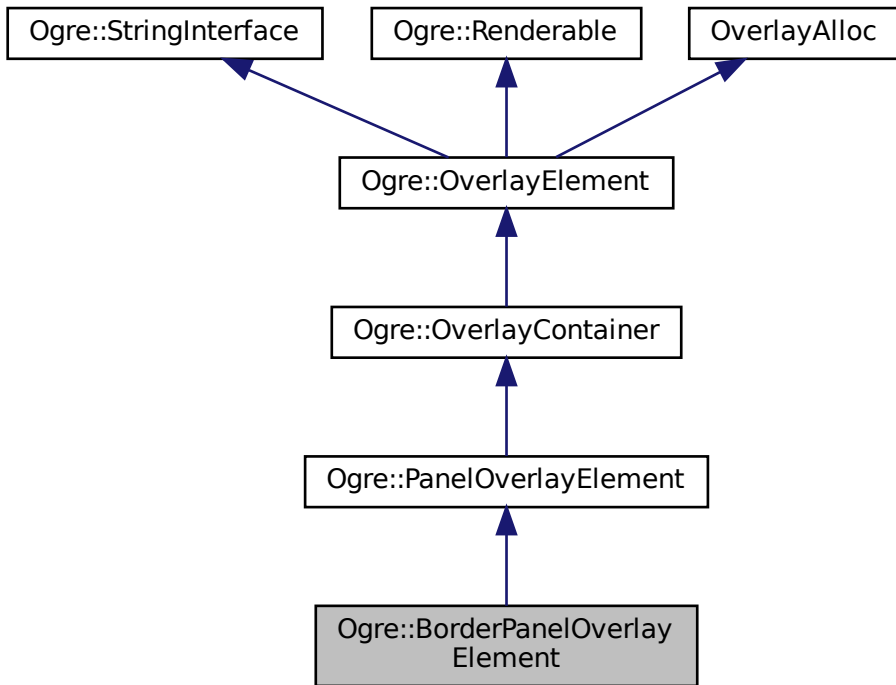 Ogre::StringInterface
Ogre::Renderable
OverlayAlloc
Ogre::OverlayElement
Ogre::OverlayContainer
Ogre::PanelOverlayElement
Ogre::BorderPanelOverlay
Element